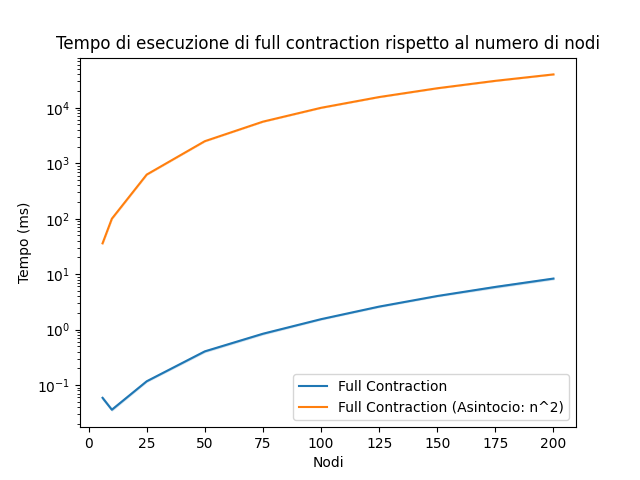 Tempo di esecuzione di full contraction rispetto al numero di nodi
Tempo (ms)
10^4
10^3
10^2
10^1
10^0
10^−1
0 25 50 75 100 125 150 175 200
Nodi
Full Contraction
Full Contraction (Asintocio: n^2)